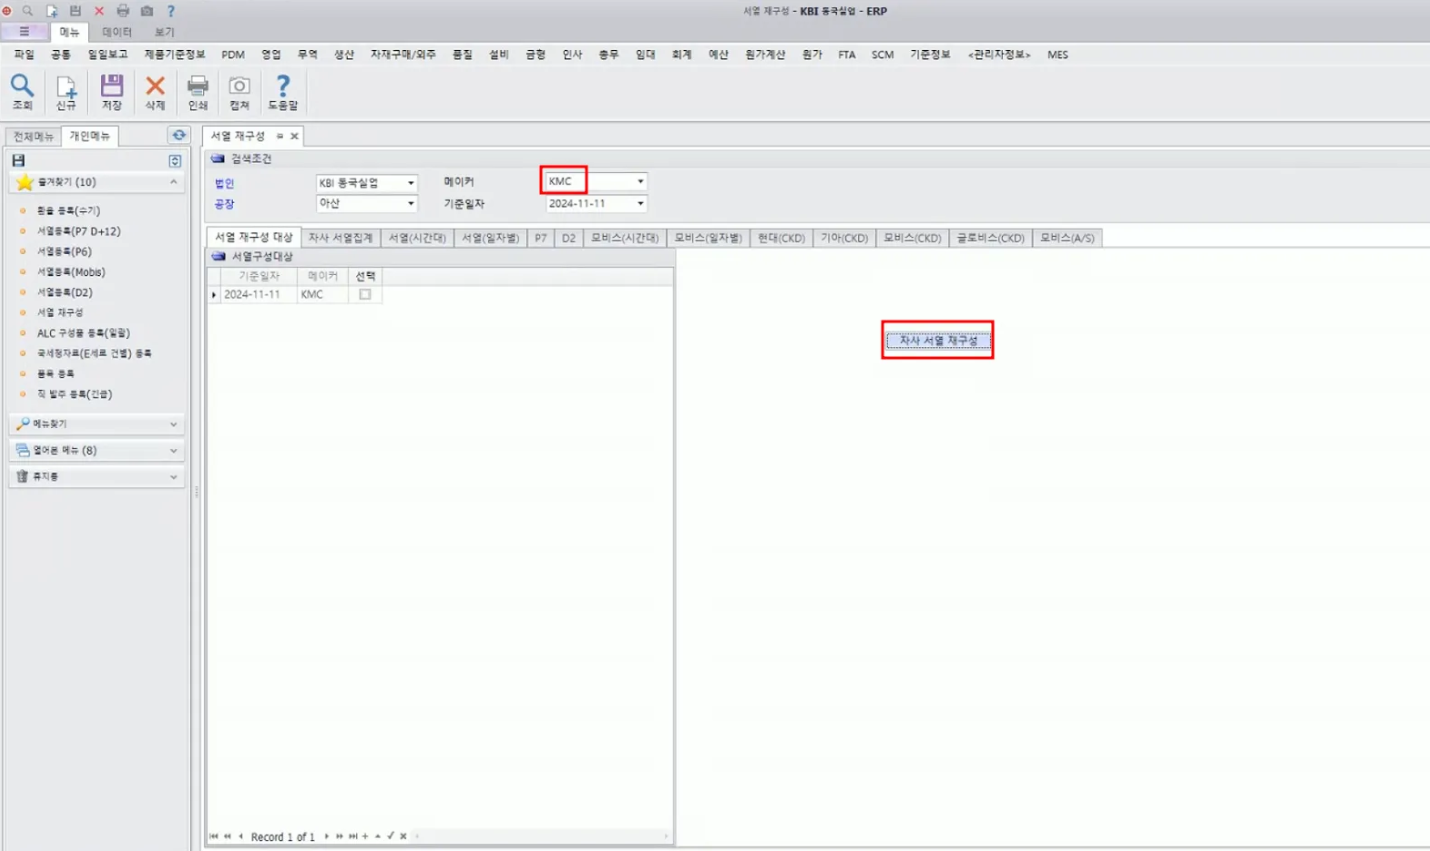 서열 재구성 - KBI 동국실업 - ERP
메뉴 데이터 보기
파일 공통 일일보고 제품기준정보 PDM 영업 무역 생산 자재구매/외주 품질 설비 금형 인사 총무 임대 회계 예산 원가계산 원가 FTA SCM 기준정보 <관리자정보> MES
조회 신규 저장 삭제 인쇄 캡쳐 도움말
전체메뉴 개인메뉴
서열 재구성
검색조건
법인 KBI 동국실업 메이커 KMC
공장 아산 기준일자 2024-11-11
즐겨찾기 (10)
환율 등록(수기)
서열등록(P7 D+12)
서열등록(P6)
서열등록(Mobis)
서열등록(D2)
서열 재구성
ALC 구성품 등록(일괄)
국세청자료(E세로 건별) 등록
품목 등록
직 발주 등록(긴급)
메뉴찾기
열어본 메뉴 (8)
휴지통
서열 재구성 대상 자사 서열집계 서열(시간대) 서열(일자별) P7 D2 모비스(시간대) 모비스(일자별) 현대(CKD) 기아(CKD) 모비스(CKD) 글로비스(CKD) 모비스(A/S)
서열구성대상
기준일자 메이커 선택
2024-11-11 KMC
자사 서열 재구성
Record 1 of 1